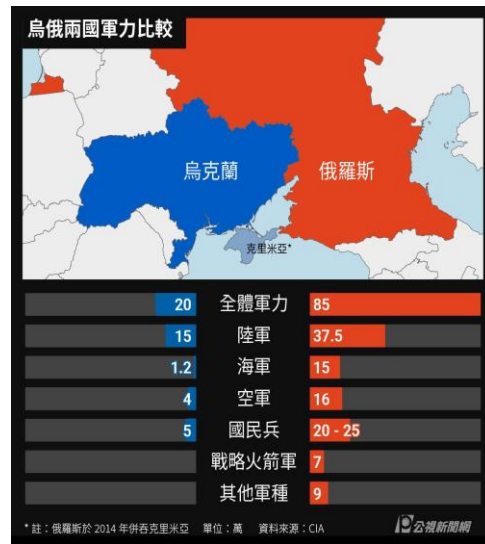 烏俄兩國軍力比較
烏克蘭
俄羅斯
克里米亞*
20 全體軍力 85
15 陸軍 37.5
1.2 海軍 15
4 空軍 16
5 國民兵 20 - 25
戰略火箭軍 7
其他軍種 9
* 註：俄羅斯於 2014 年併吞克里米亞 單位：萬 資料來源：CIA
公視新聞網